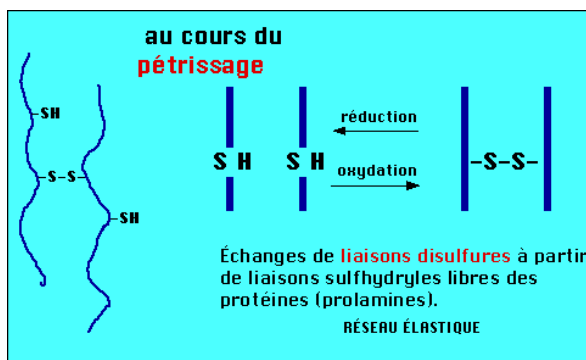 au cours du
pétrissage
-SH
-S-S-
-SH
S H
S H
réduction
oxydation
-S-S-
Échanges de liaisons disulfures à partir
de liaisons sulfhydryles libres des
protéines (prolamines).
RÉSEAU ÉLASTIQUE